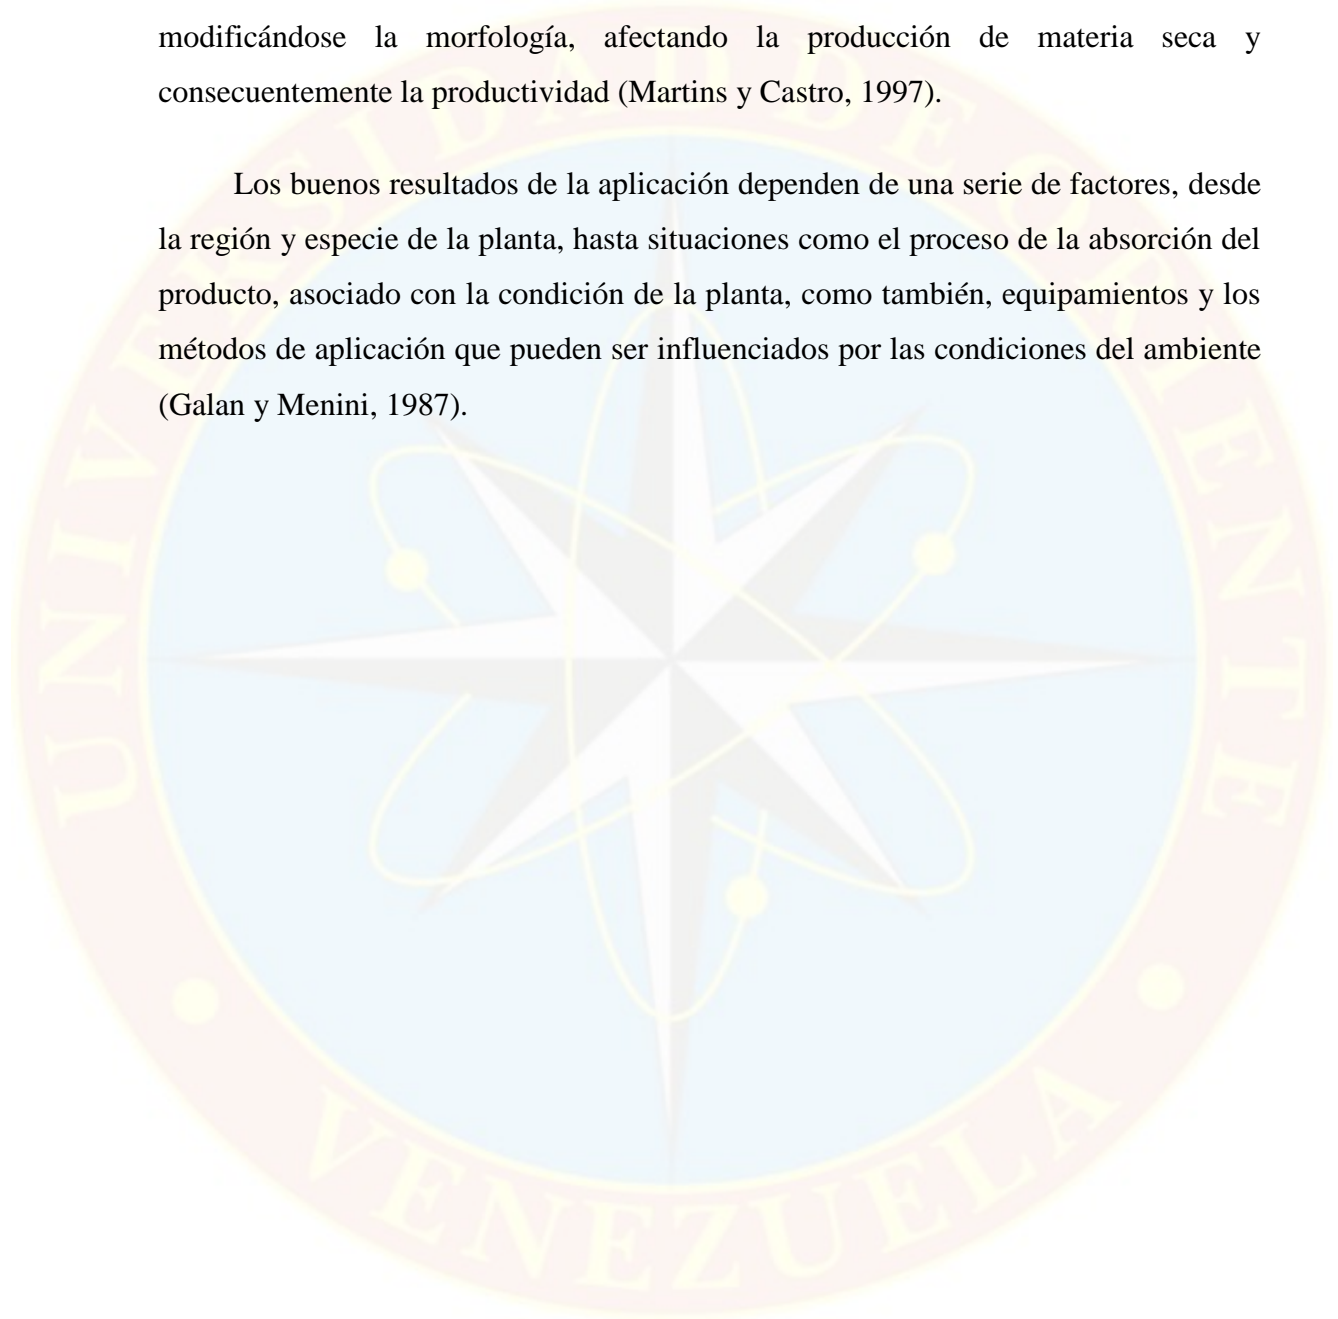 modificándose la morfología, afectando la producción de materia seca y
consecuentemente la productividad (Martins y Castro, 1997).
Los buenos resultados de la aplicación dependen de una serie de factores, desde
la región y especie de la planta, hasta situaciones como el proceso de la absorción del
producto, asociado con la condición de la planta, como también, equipamientos y los
métodos de aplicación que pueden ser influenciados por las condiciones del ambiente
(Galan y Menini, 1987).
UNIVERSIDAD DE ORIENTE
VENEZUELA